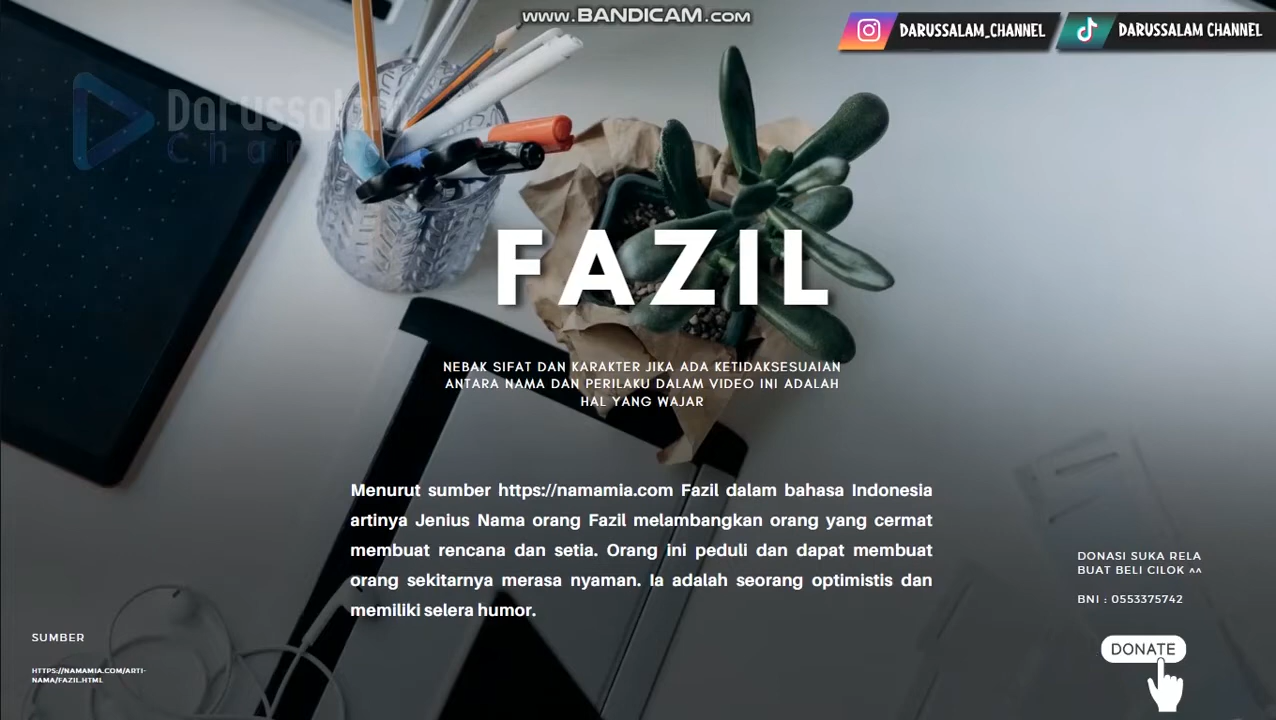 www.BANDICAM.com
DARUSSALAM_CHANNEL
DARUSSALAM CHANNEL
Darussalam
Chan
FAZIL
NEBAK SIFAT DAN KARAKTER JIKA ADA KETIDAKSESUAIAN
ANTARA NAMA DAN PERILAKU DALAM VIDEO INI ADALAH
HAL YANG WAJAR
Menurut sumber https://namamia.com Fazil dalam bahasa Indonesia
artinya Jenius Nama orang Fazil melambangkan orang yang cermat
membuat rencana dan setia. Orang ini peduli dan dapat membuat
orang sekitarnya merasa nyaman. Ia adalah seorang optimistis dan
memiliki selera humor.
DONASI SUKA RELA
BUAT BELI CILOK ^^
BNI : 0553375742
SUMBER
HTTPS://NAMAMIA.COM/ARTI-
NAMA/FAZIL.HTML
DONATE